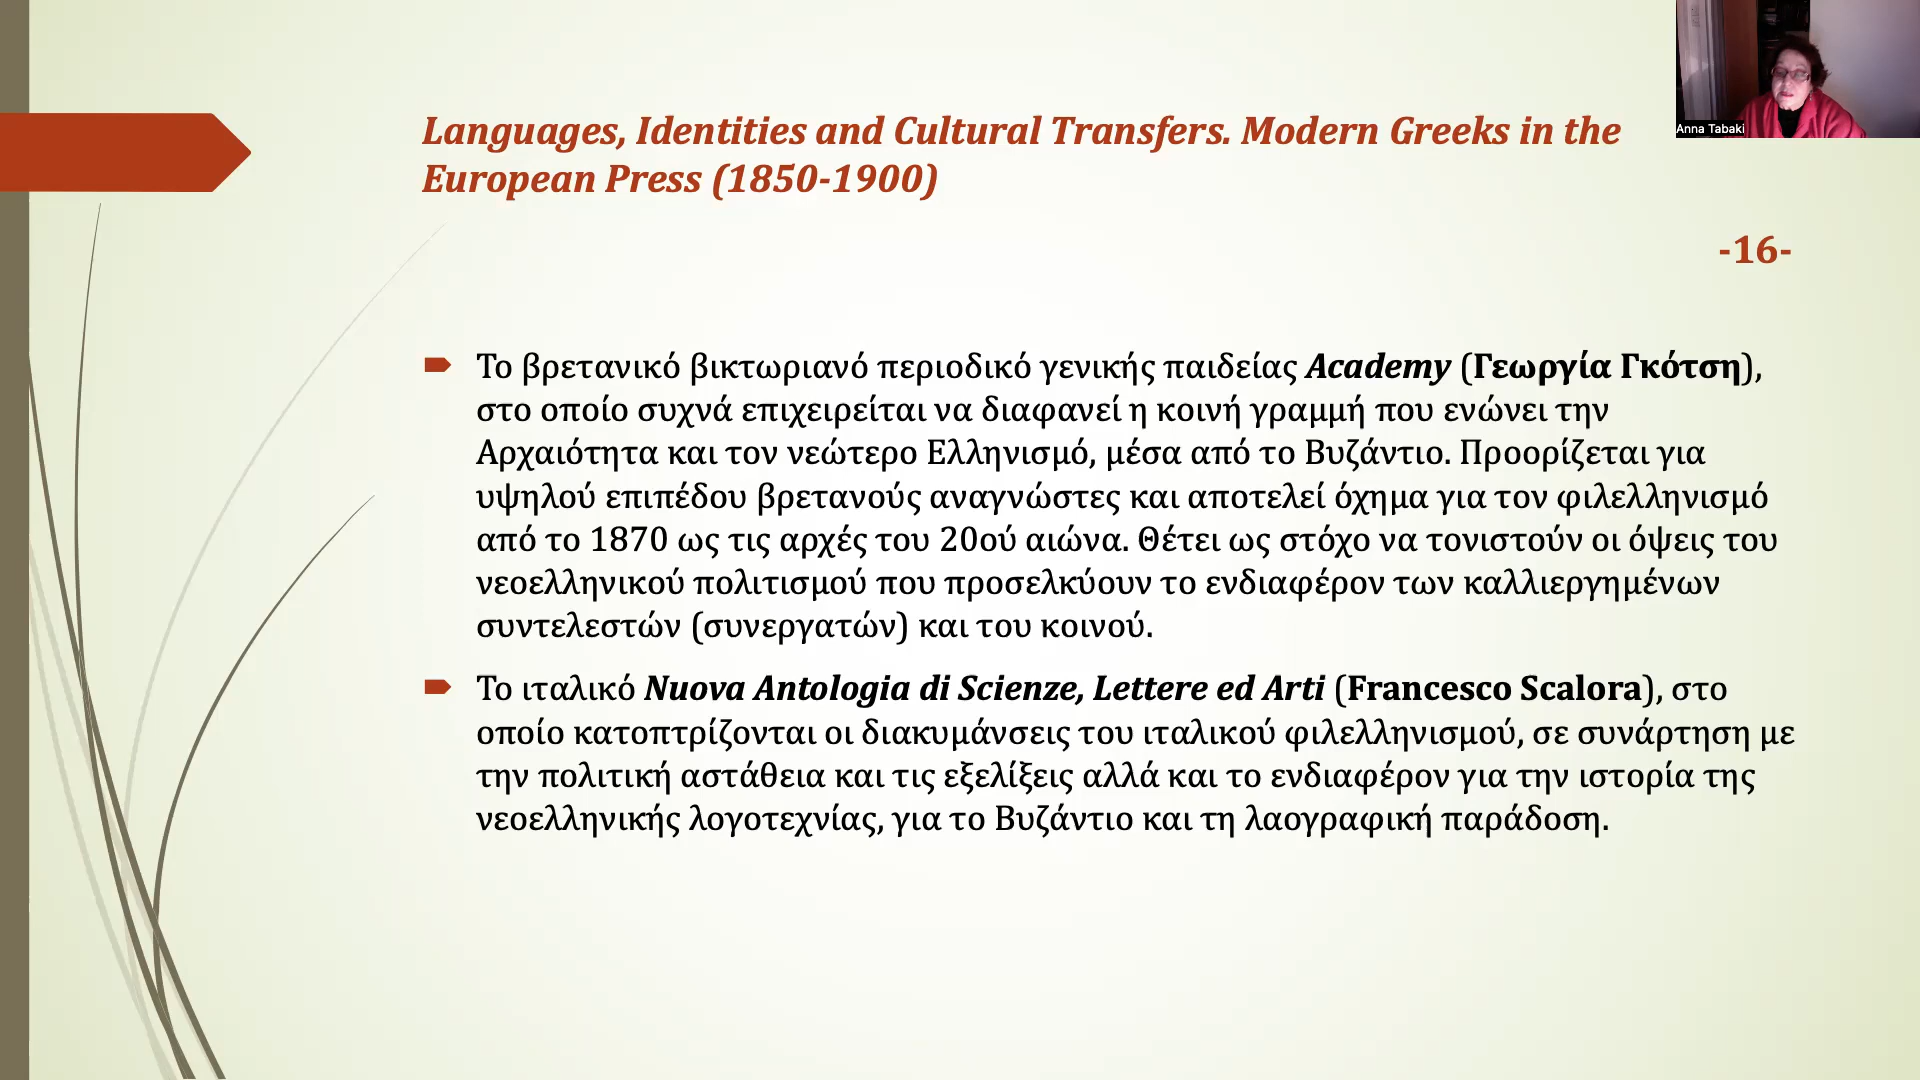 Anna Tabaki
Languages, Identities and Cultural Transfers. Modern Greeks in the
European Press (1850-1900)
-16-
Το βρετανικό βικτωριανό περιοδικό γενικής παιδείας Academy (Γεωργία Γκότση),
στο οποίο συχνά επιχειρείται να διαφανεί η κοινή γραμμή που ενώνει την
Αρχαιότητα και τον νεώτερο Ελληνισμό, μέσα από το Βυζάντιο. Προορίζεται για
υψηλού επιπέδου βρετανούς αναγνώστες και αποτελεί όχημα για τον φιλελληνισμό
από το 1870 ως τις αρχές του 20ού αιώνα. Θέτει ως στόχο να τονιστούν οι όψεις του
νεοελληνικού πολιτισμού που προσελκύουν το ενδιαφέρον των καλλιεργημένων
συντελεστών (συνεργατών) και του κοινού.
Το ιταλικό Nuova Antologia di Scienze, Lettere ed Arti (Francesco Scalora), στο
οποίο κατοπτρίζονται οι διακυμάνσεις του ιταλικού φιλελληνισμού, σε συνάρτηση με
την πολιτική αστάθεια και τις εξελίξεις αλλά και το ενδιαφέρον για την ιστορία της
νεοελληνικής λογοτεχνίας, για το Βυζάντιο και τη λαογραφική παράδοση.